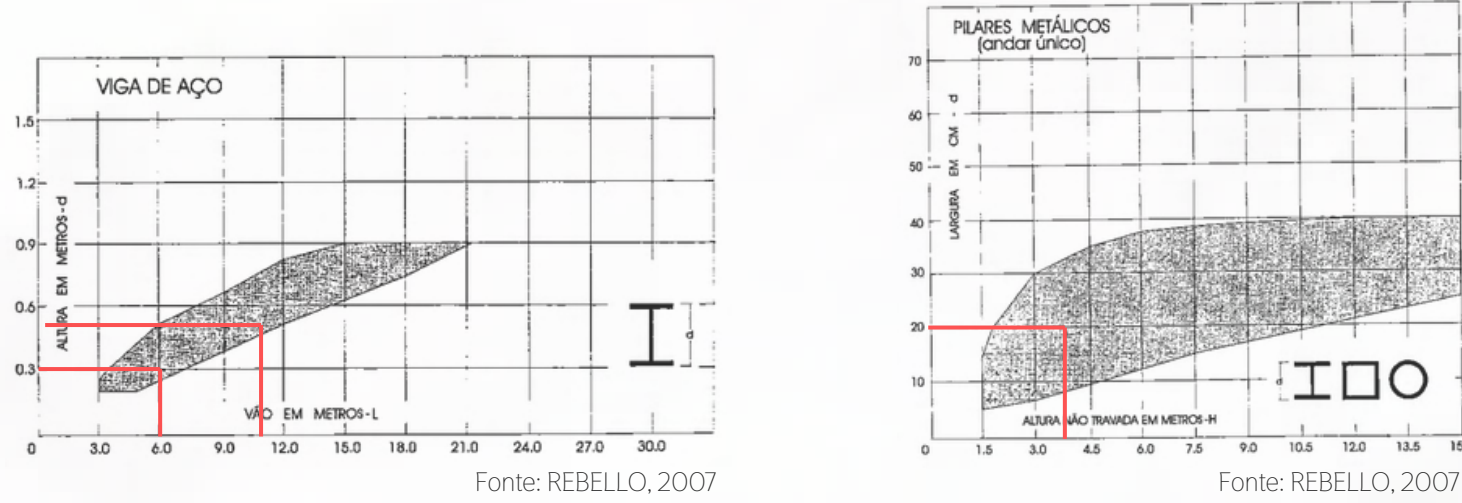 VIGA DE AÇO
1.5
1.2
0.9
0.6
0.3
ALTURA EM METROS-d
d
VÃO EM METROS-L
0 3.0 6.0 9.0 12.0 15.0 18.0 21.0 24.0 27.0 30.0
Fonte: REBELLO, 2007
PILARES METÁLICOS
(andar único)
70
60
50
40
30
20
10
LARGURA EM CM - d
d
ALTURA NÃO TRAVADA EM METROS-H
0 1.5 3.0 4.5 6.0 7.5 9.0 10.5 12.0 13.5 15
Fonte: REBELLO, 2007